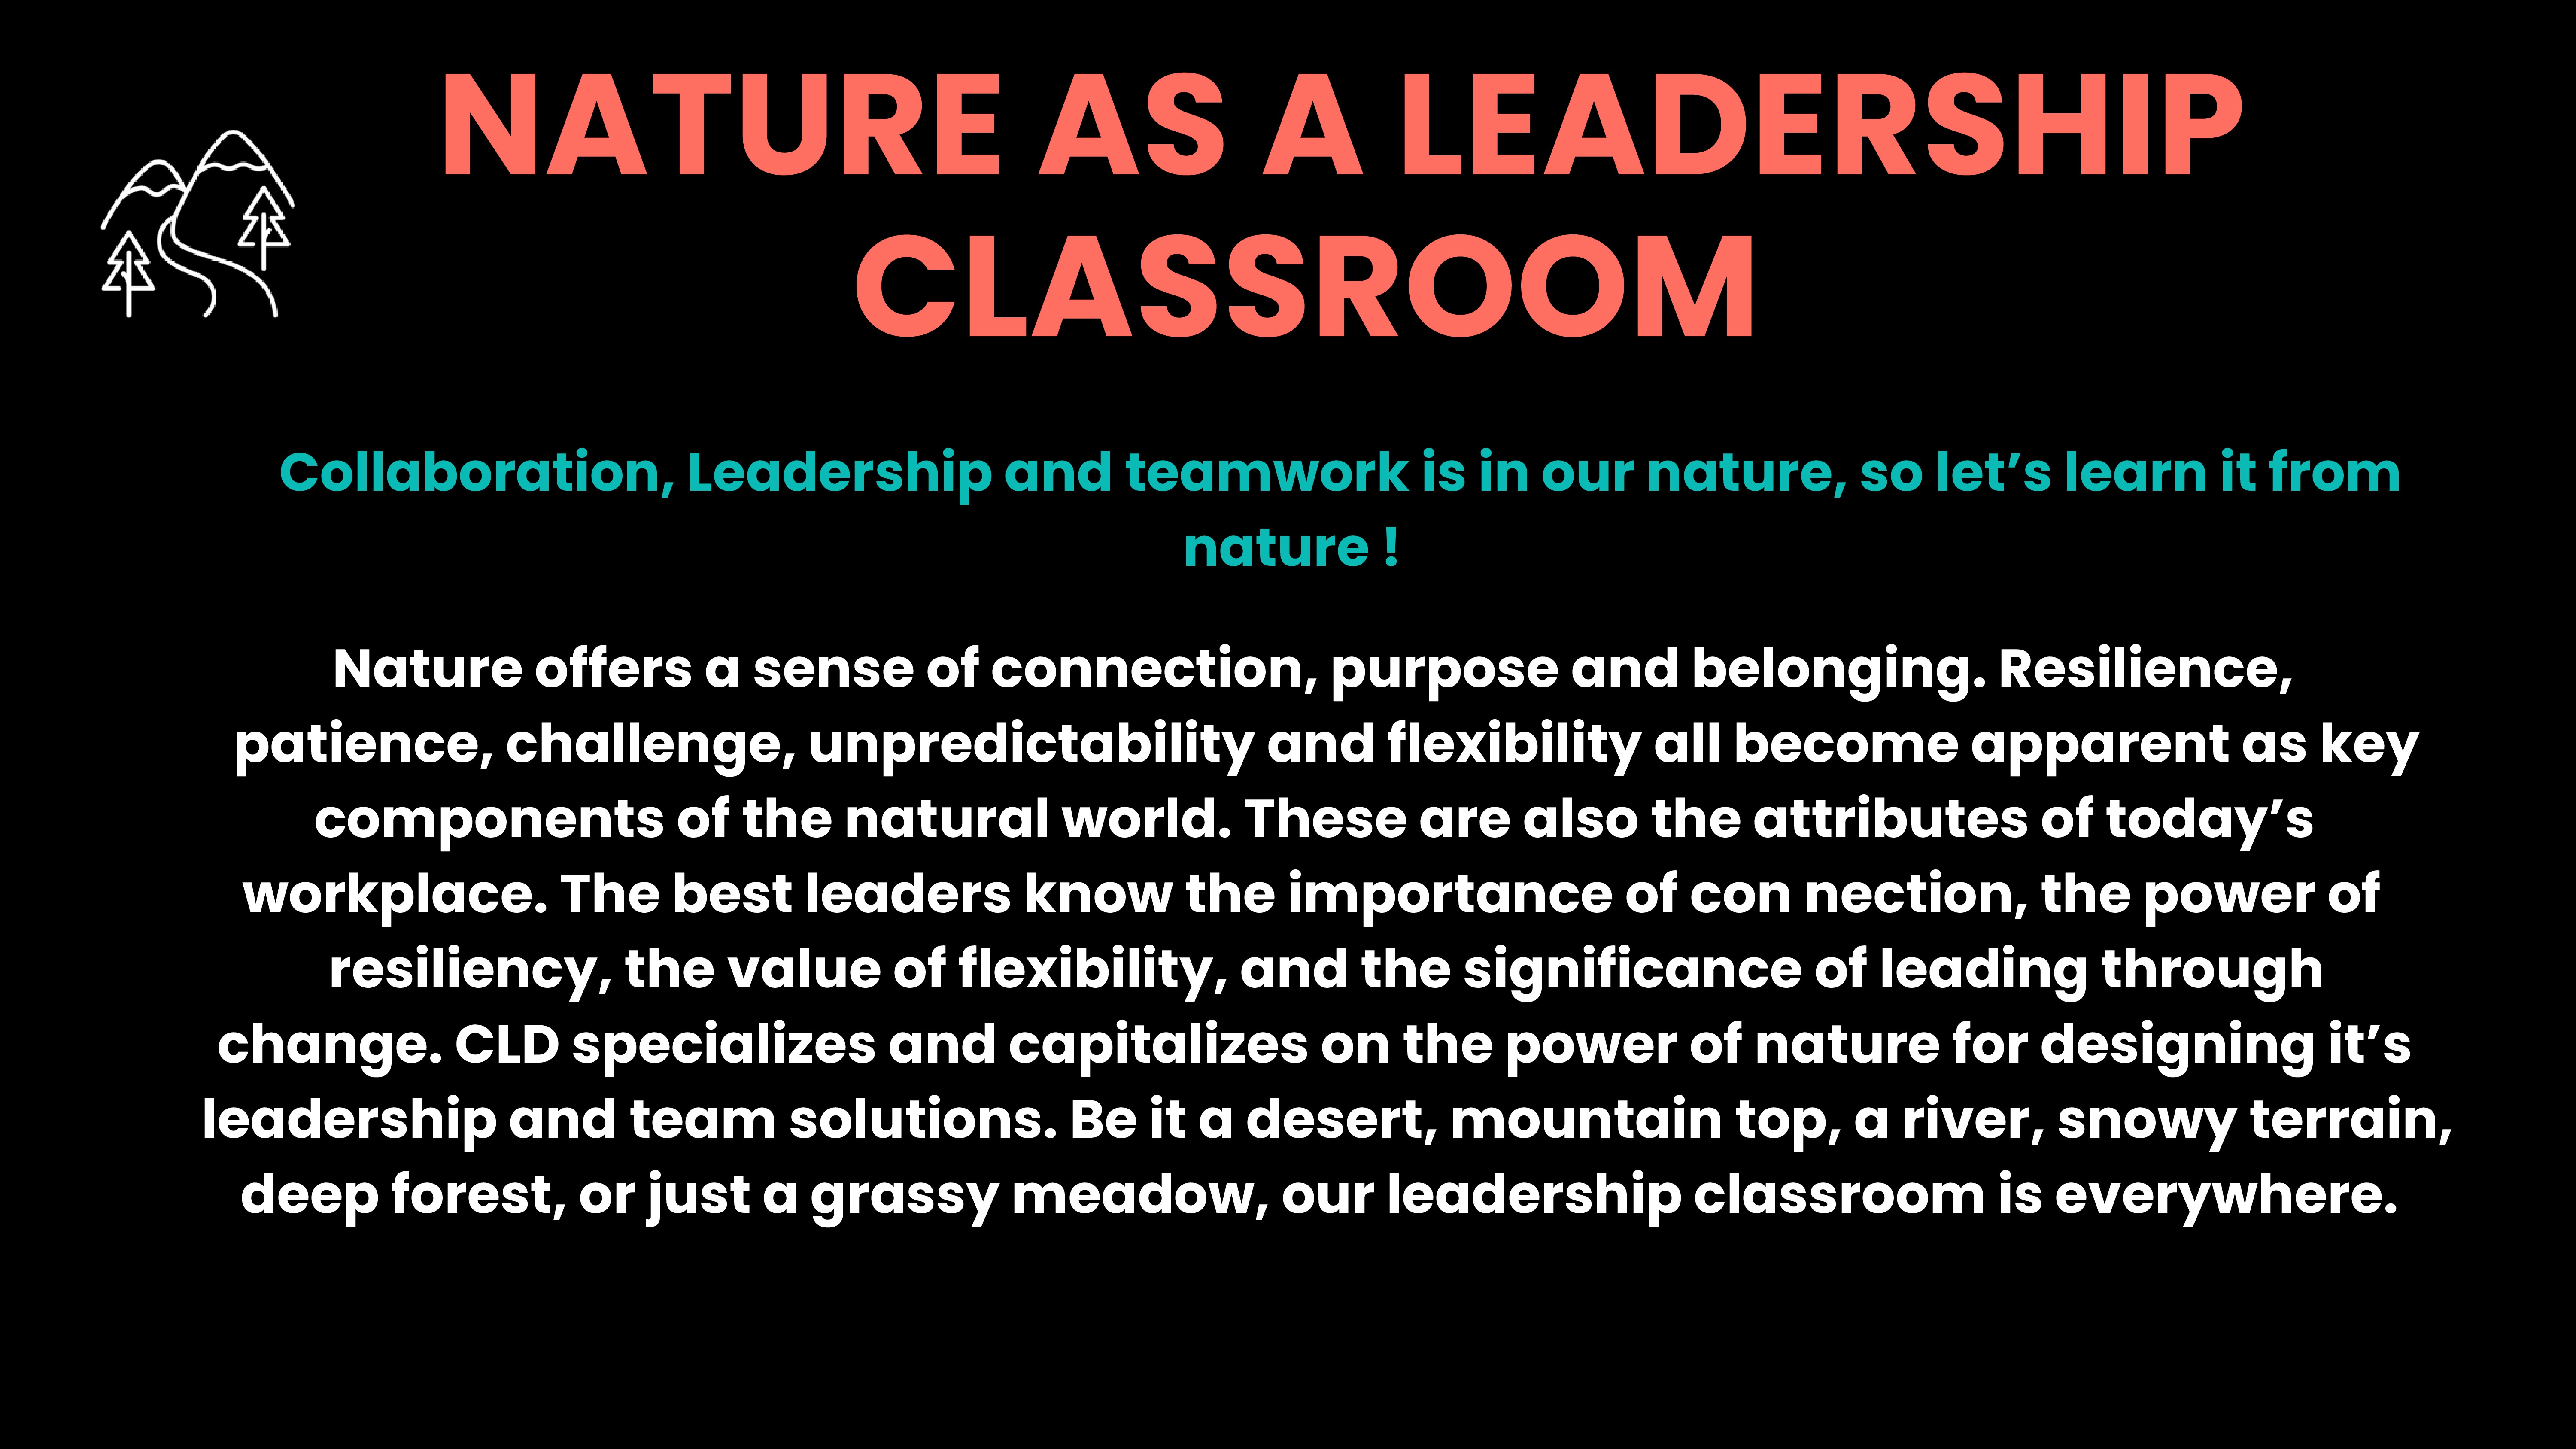 NATURE AS A LEADERSHIP
CLASSROOM
Collaboration, Leadership and teamwork is in our nature, so let’s learn it from
nature !
Nature offers a sense of connection, purpose and belonging. Resilience,
patience, challenge, unpredictability and flexibility all become apparent as key
components of the natural world. These are also the attributes of today’s
workplace. The best leaders know the importance of con nection, the power of
resiliency, the value of flexibility, and the significance of leading through
change. CLD specializes and capitalizes on the power of nature for designing it’s
leadership and team solutions. Be it a desert, mountain top, a river, snowy terrain,
deep forest, or just a grassy meadow, our leadership classroom is everywhere.